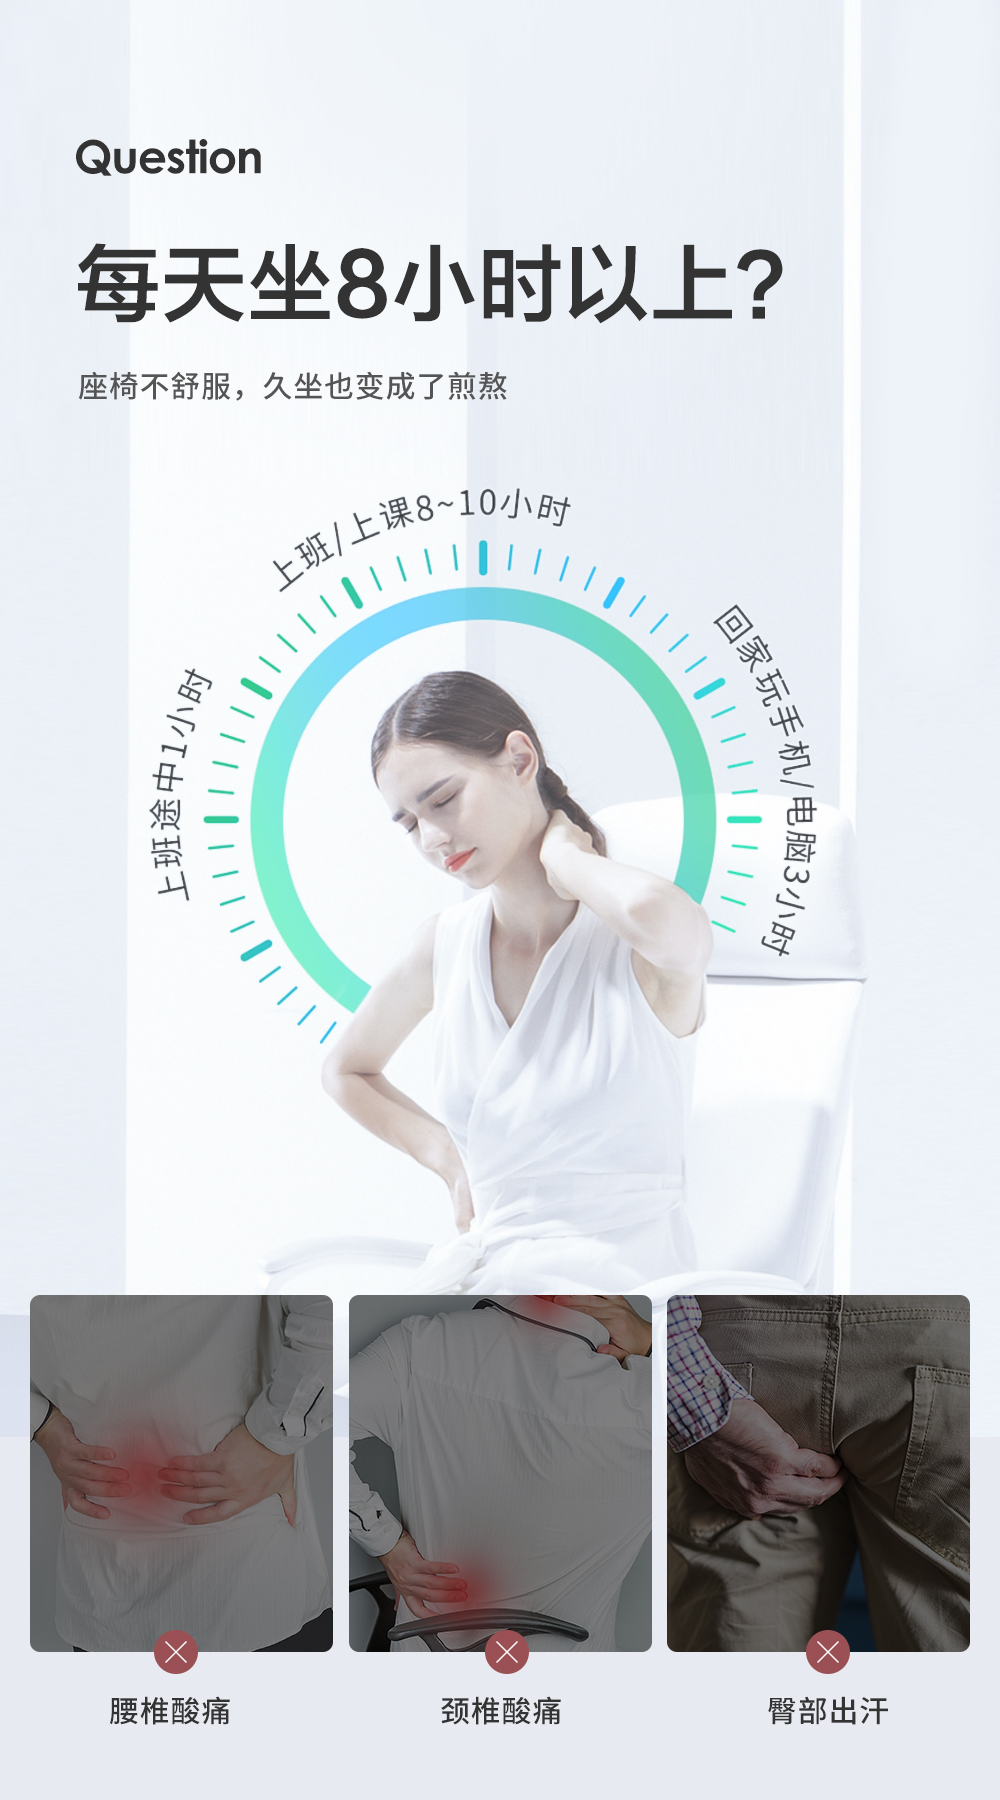 Question
每天坐8小时以上?
座椅不舒服，久坐也变成了煎熬
上班途中1小时
上班/上课8~10小时
回家玩手机/电脑3小时
腰椎酸痛
颈椎酸痛
臀部出汗